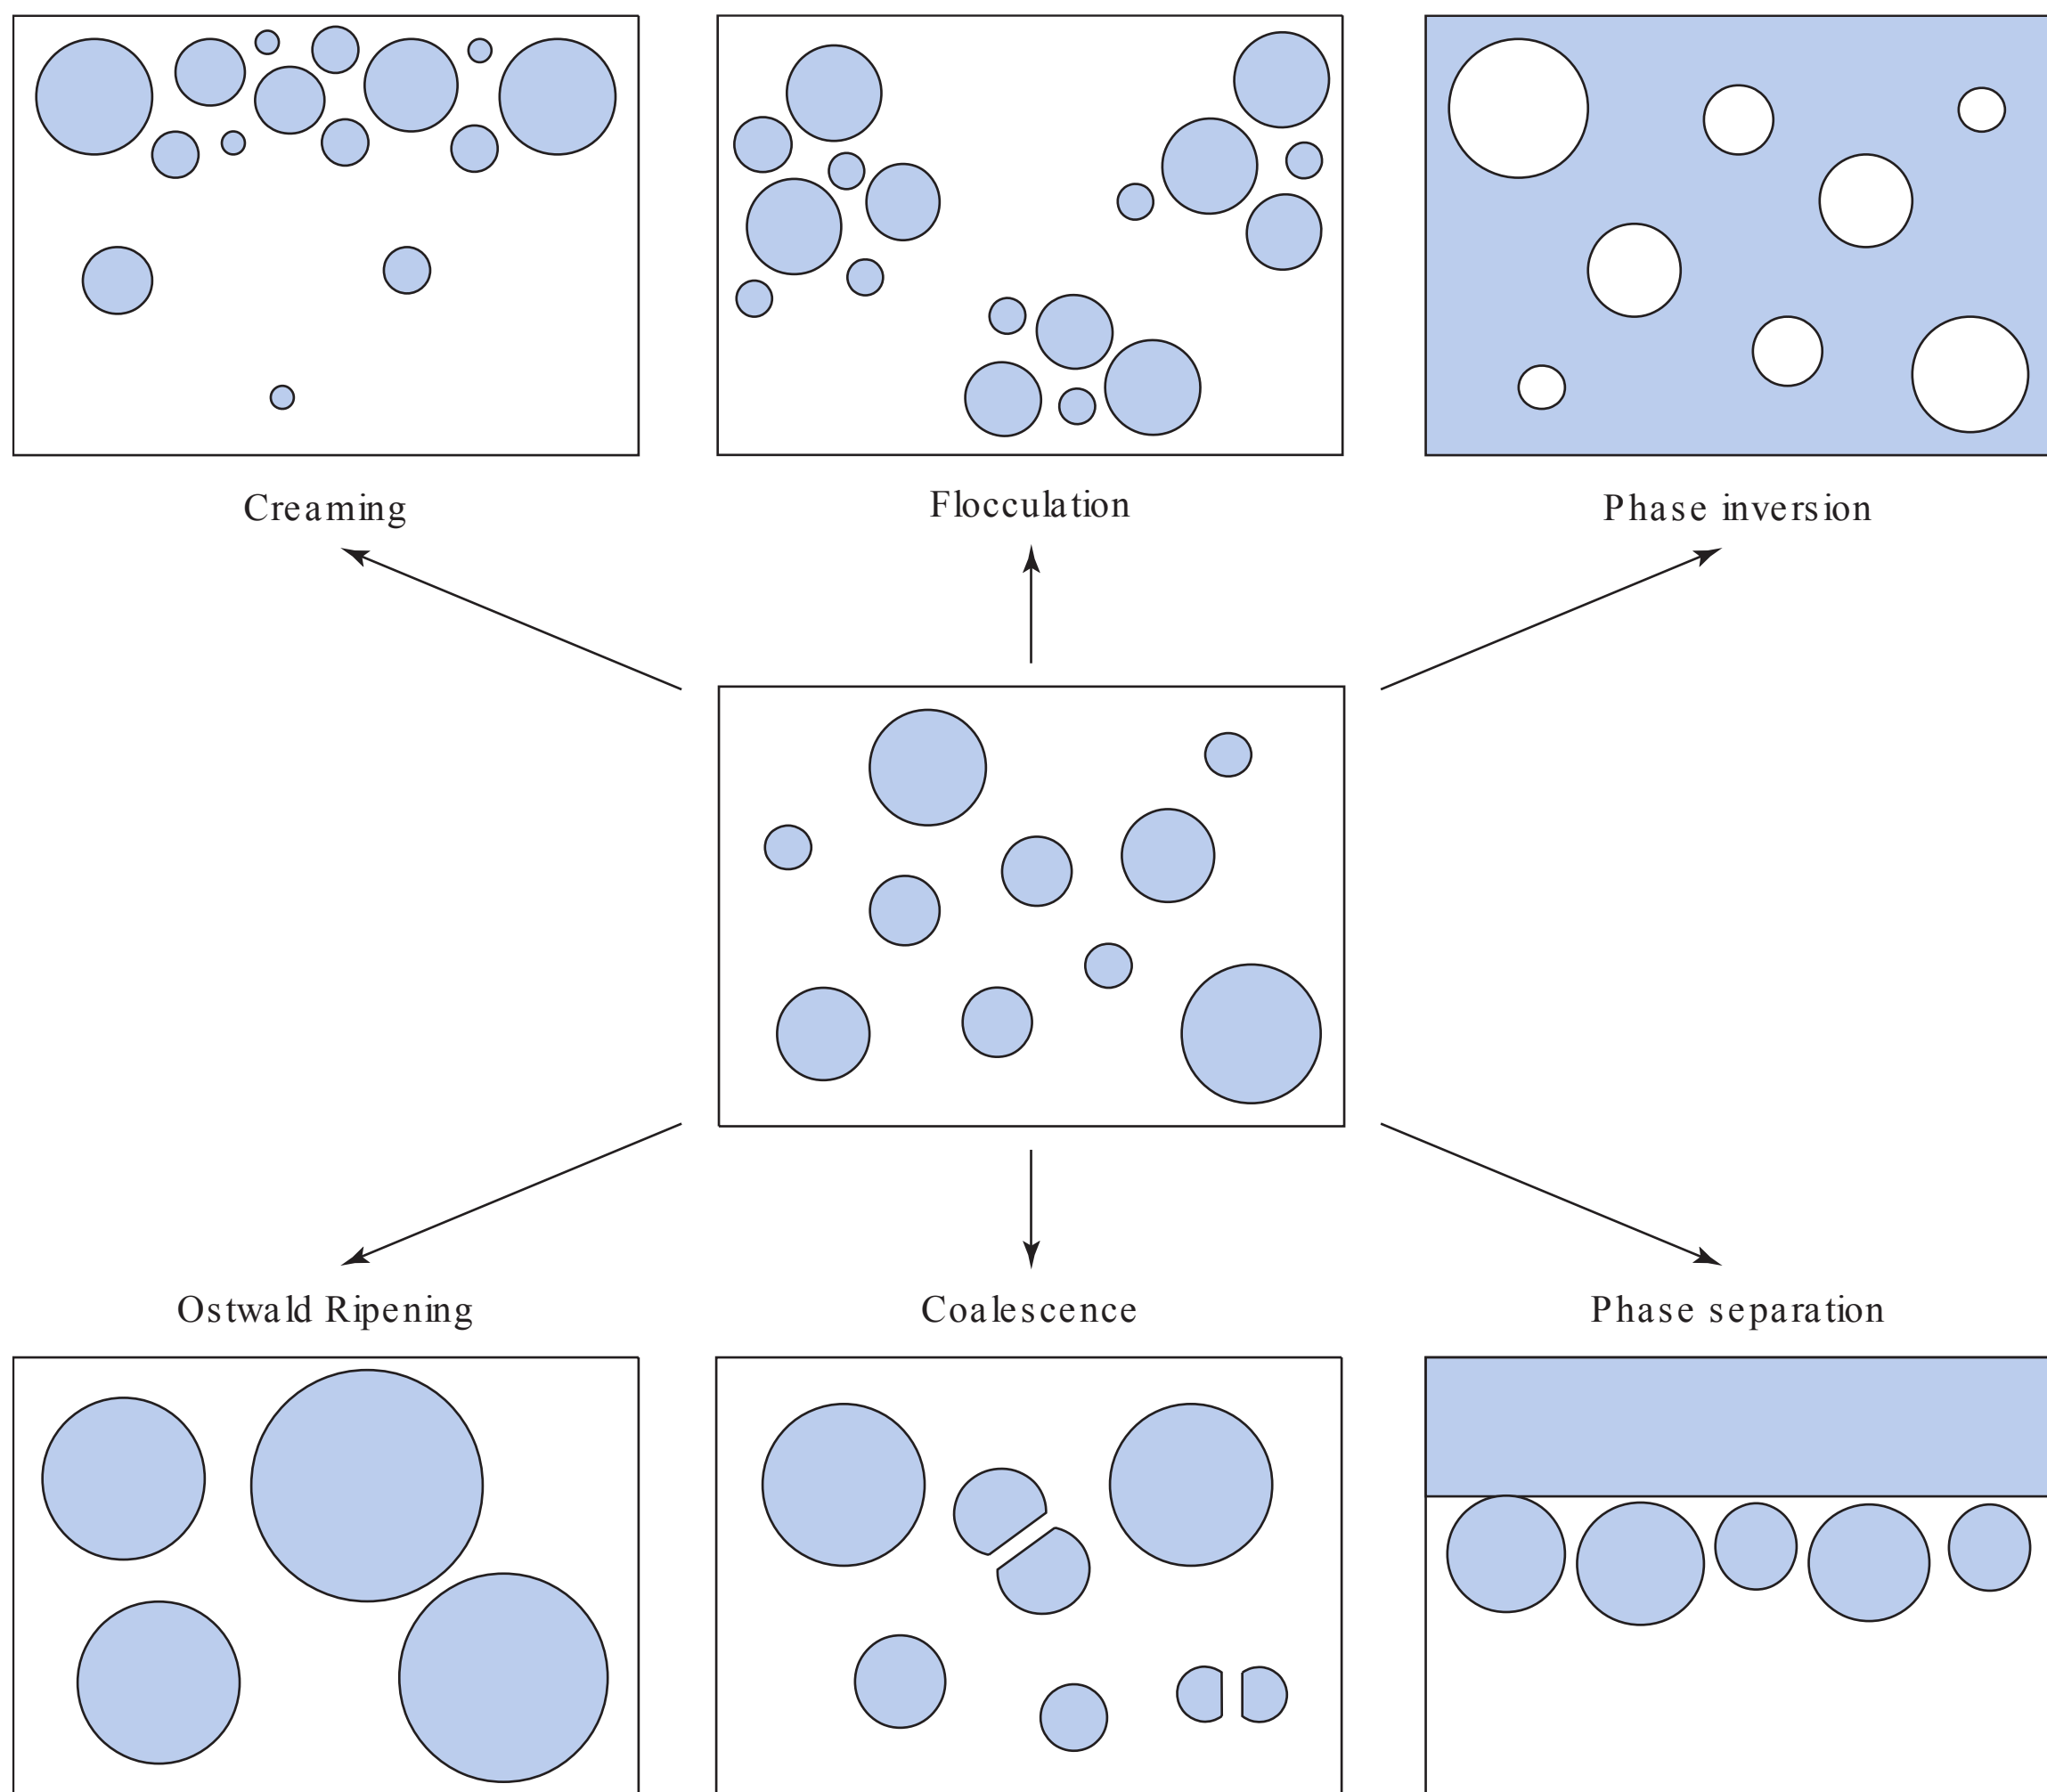 Creaming
Flocculation
Phase inversion
Ostwald Ripening
Coalescence
Phase separation